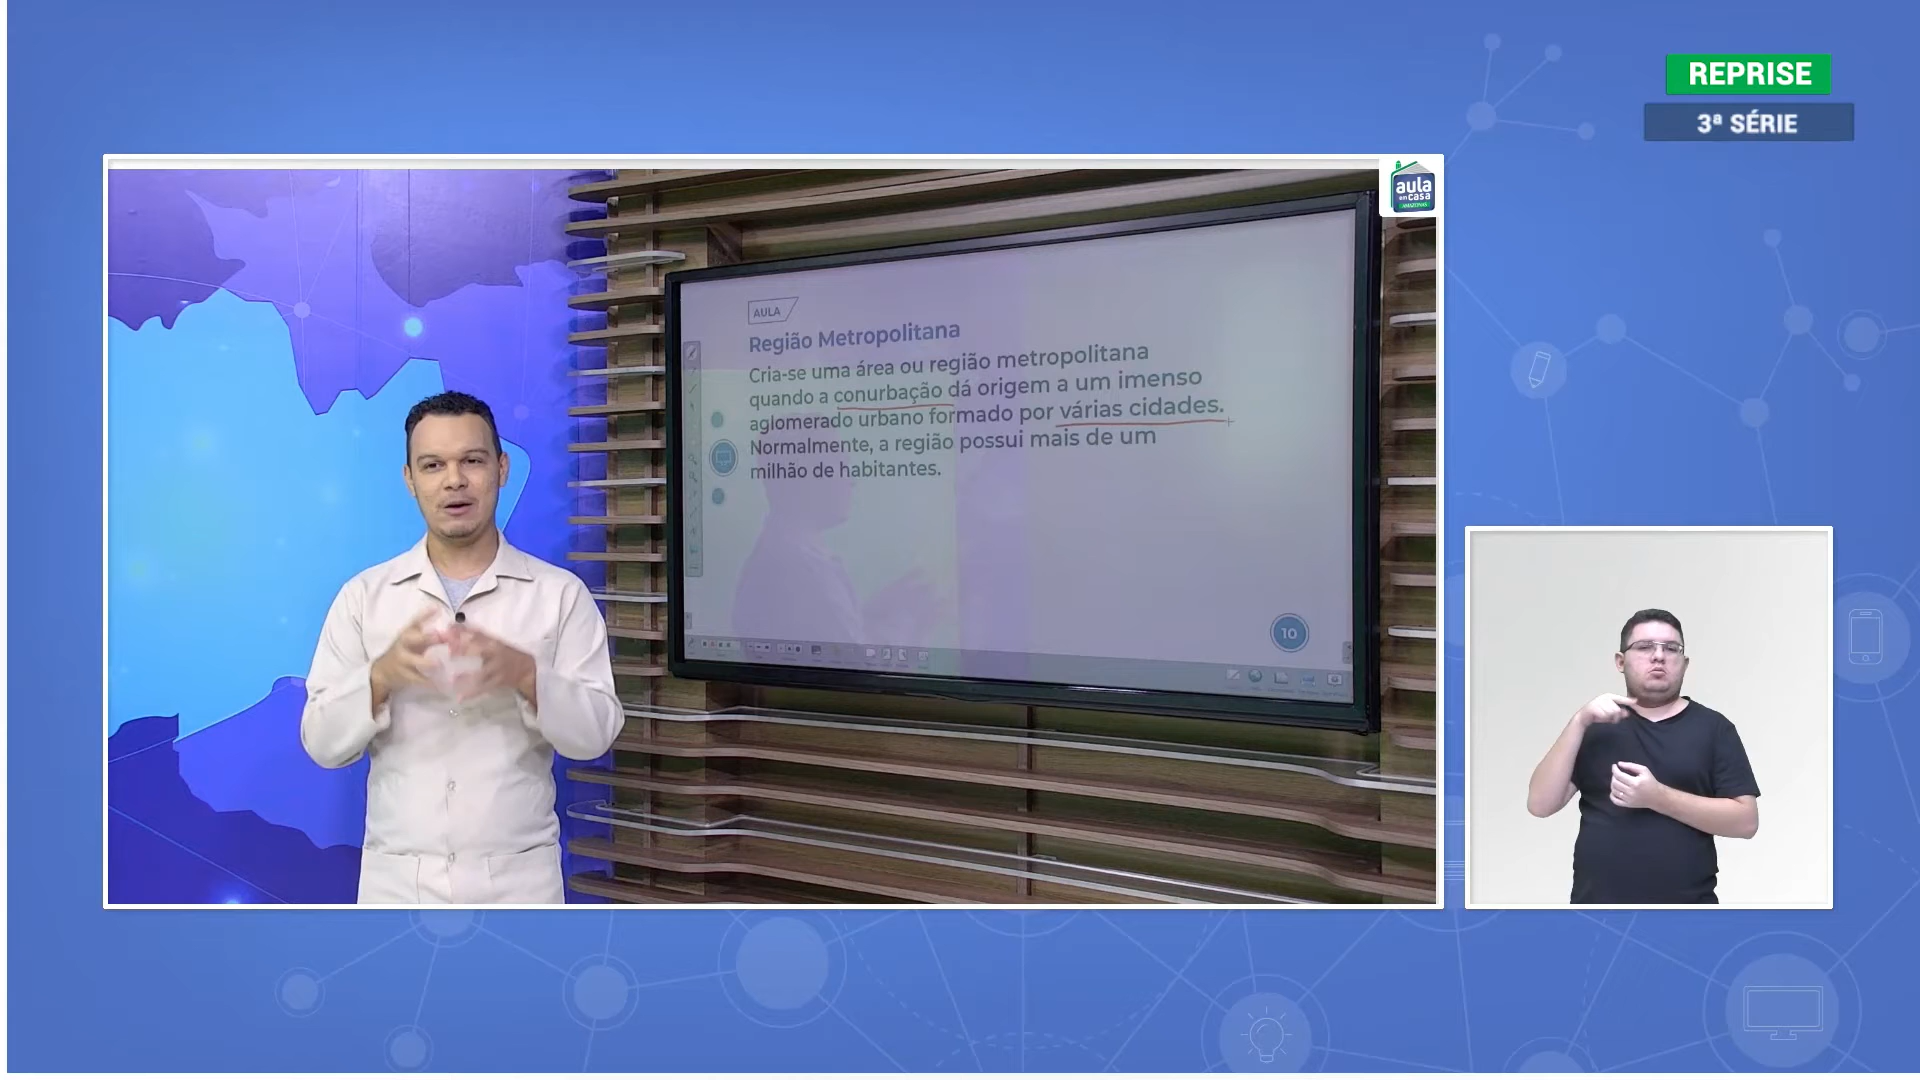 REPRISE
3ª SÉRIE
aula
em casa
AMAZONAS
AULA
Região Metropolitana
Cria-se uma área ou região metropolitana
quando a conurbação dá origem a um imenso
aglomerado urbano formado por várias cidades.
Normalmente, a região possui mais de um
milhão de habitantes.
10